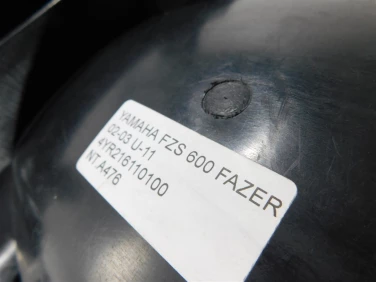 YAMAHA FZS 600 FAZER
02-03 U-11
4YR216110100
NT.A476